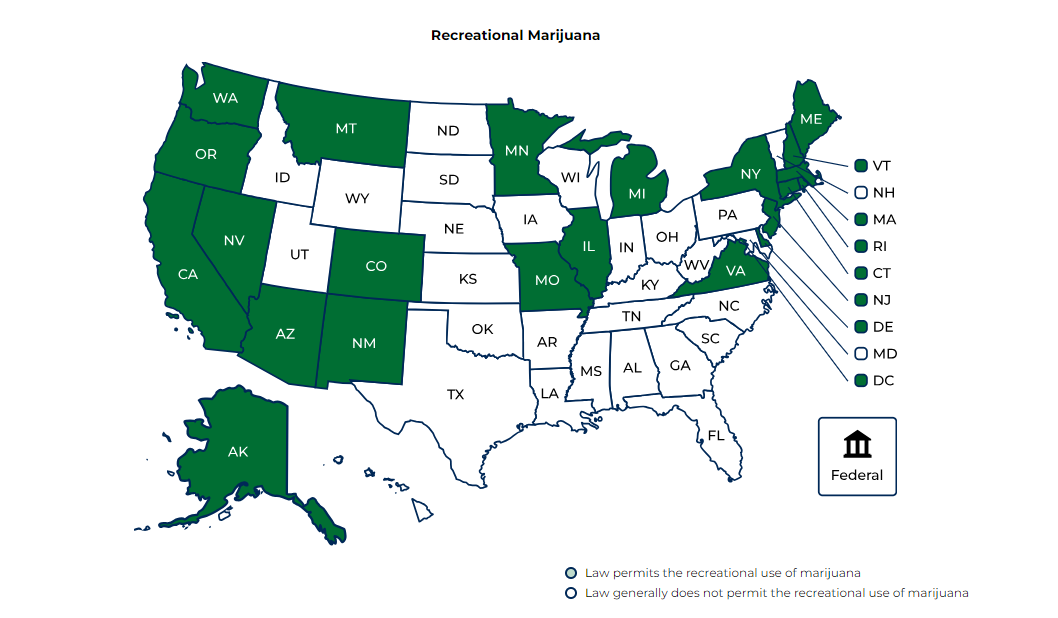 Recreational Marijuana
WA
MT
ND
MN
ME
OR
ID
WY
SD
WI
MI
NY
VT
NH
MA
RI
CT
NJ
DE
MD
DC
NV
UT
CO
NE
IA
IL
IN
OH
PA
CA
KS
MO
KY
WV
VA
AZ
NM
OK
AR
TN
NC
SC
TX
LA
MS
AL
GA
FL
AK
Federal
Law permits the recreational use of marijuana
Law generally does not permit the recreational use of marijuana